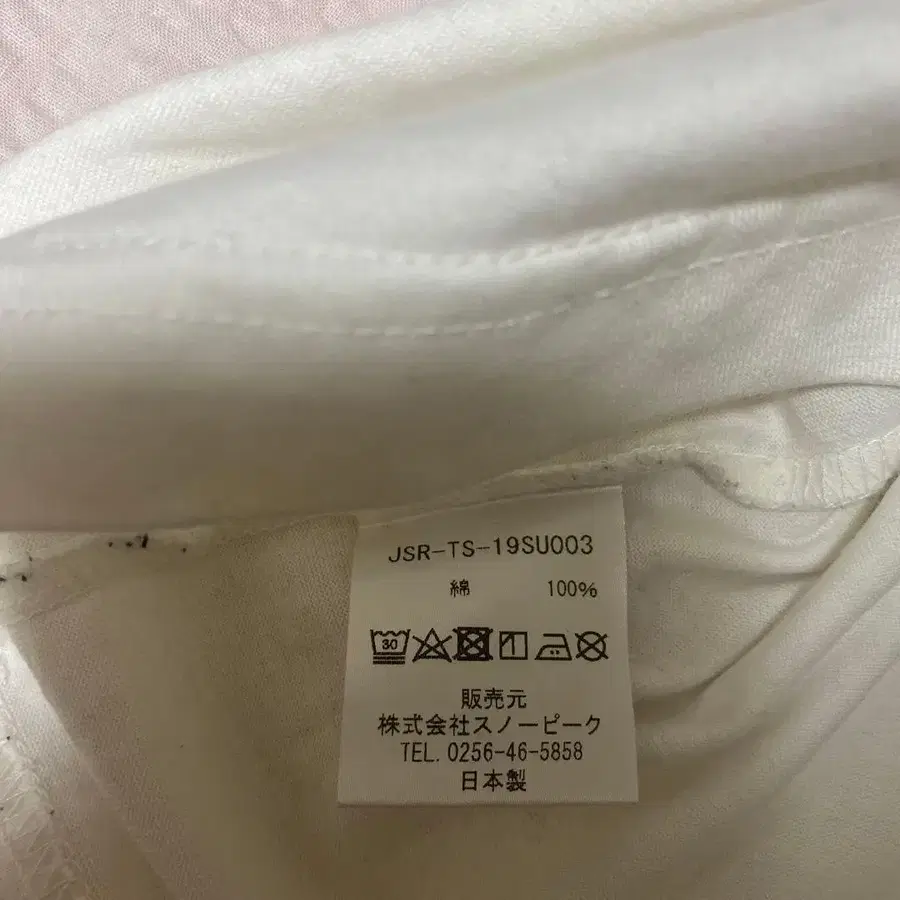 JSR-TS-19SU003
綿 100%
30
販売元
株式会社スノーピーク
TEL. 0256-46-5858
日本製